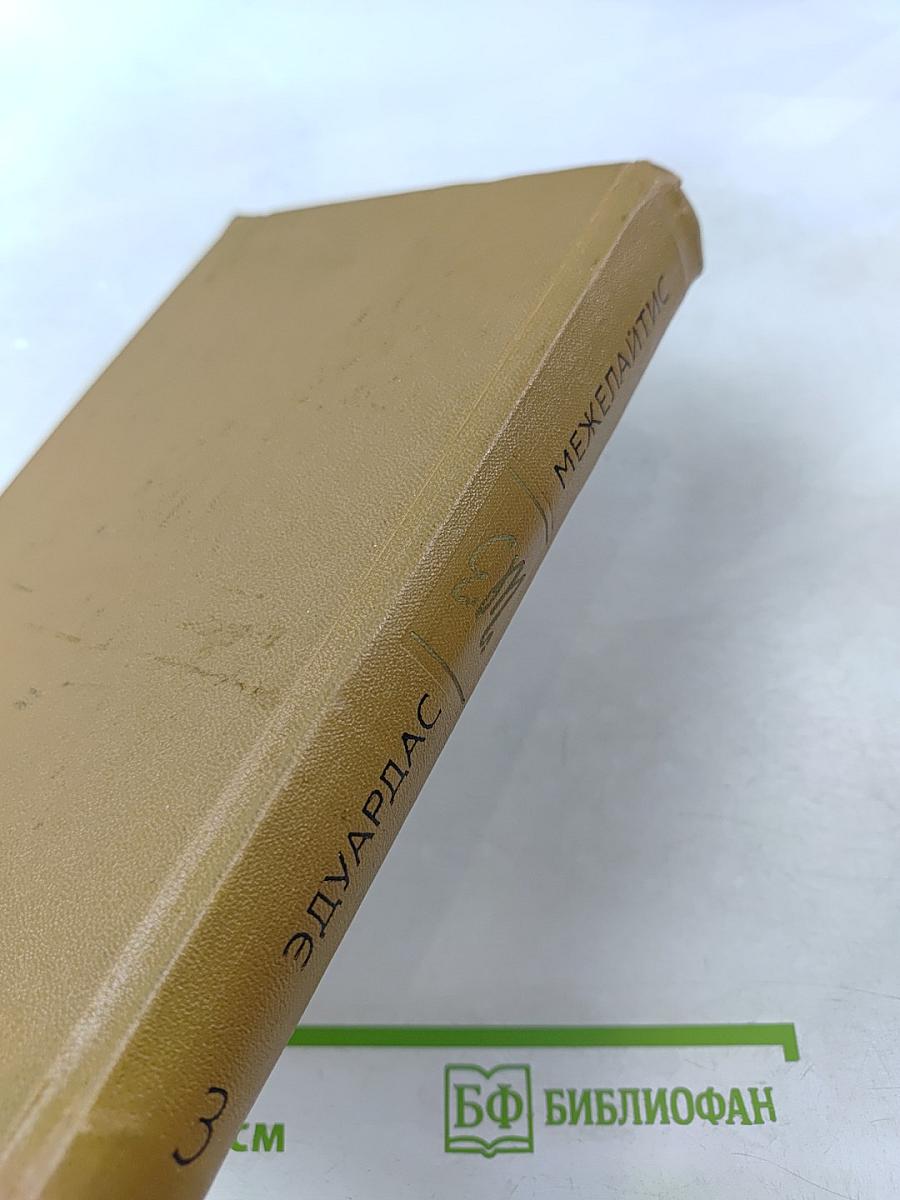 3
ЭДУАРДАС
МЕЖЕЛАЙТИС
СМ
БФ БИБЛИОФАН